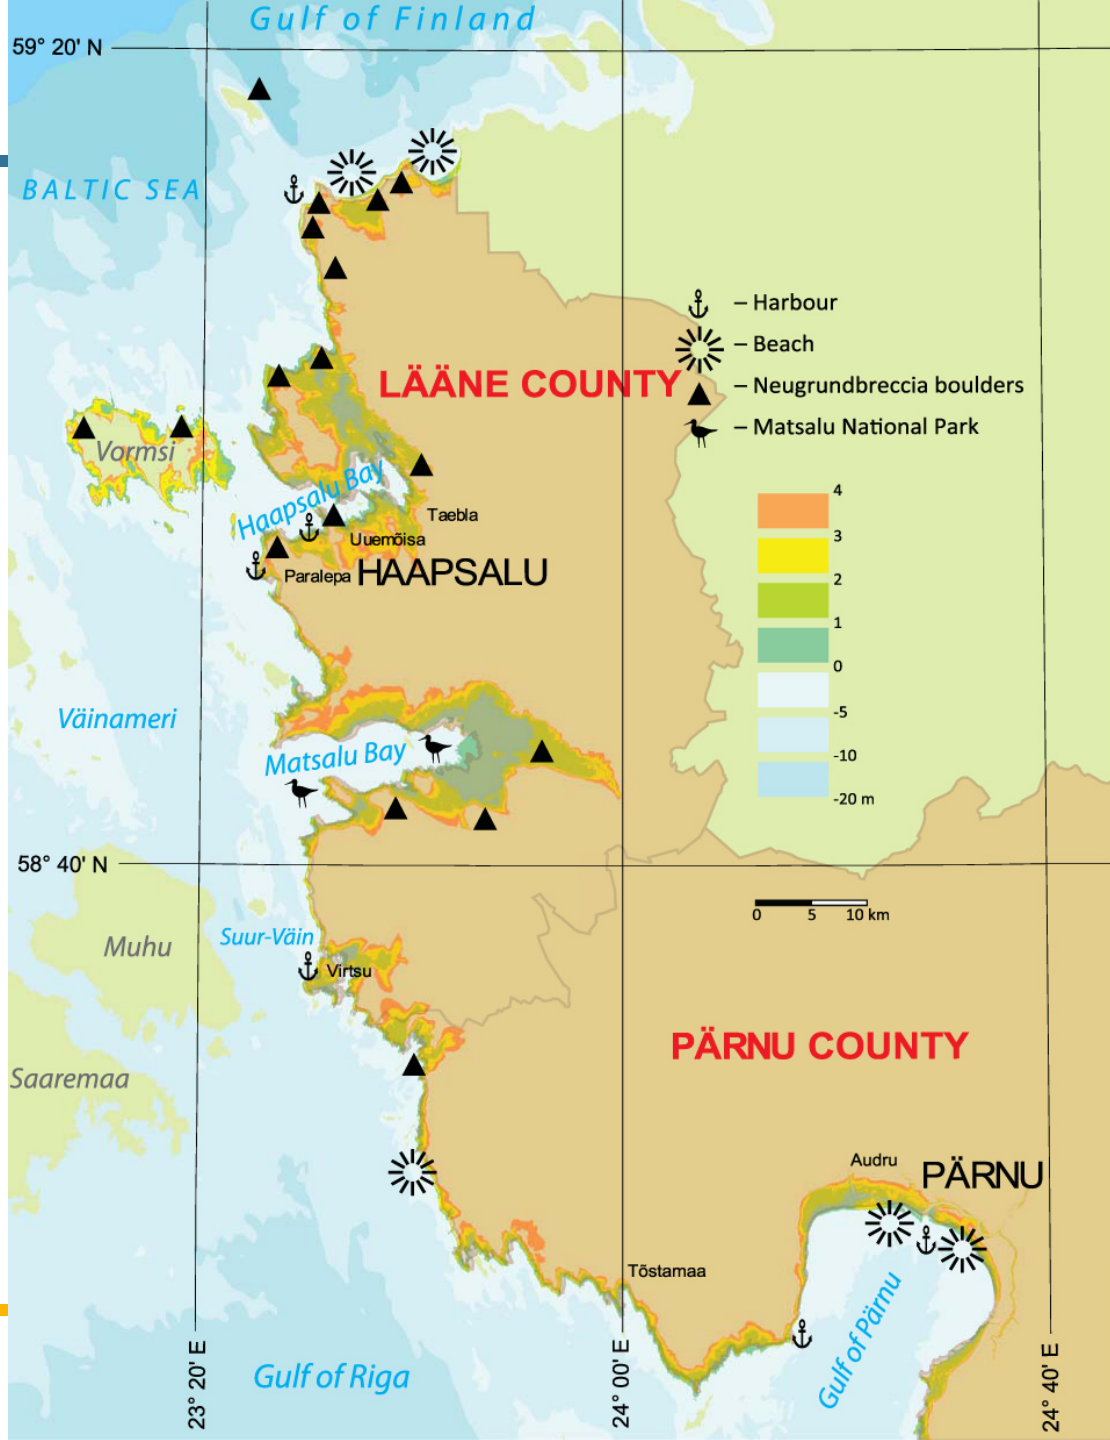 Gulf of Finland
59° 20' N
BALTIC SEA
– Harbour
– Beach
LÄÄNE COUNTY
– Neugrundbreccia boulders
– Matsalu National Park
Vormsi
Haapsalu Bay
Taebla
Uuemõisa
Paralepa
HAAPSALU
4
3
2
1
0
-5
-10
-20 m
Väinameri
Matsalu Bay
58° 40' N
0 5 10 km
Muhu
Suur-Väin
Virtsu
PÄRNU COUNTY
Saaremaa
Audru
PÄRNU
Tõstamaa
Gulf of Pärnu
Gulf of Riga
23° 20' E
24° 00' E
24° 40' E